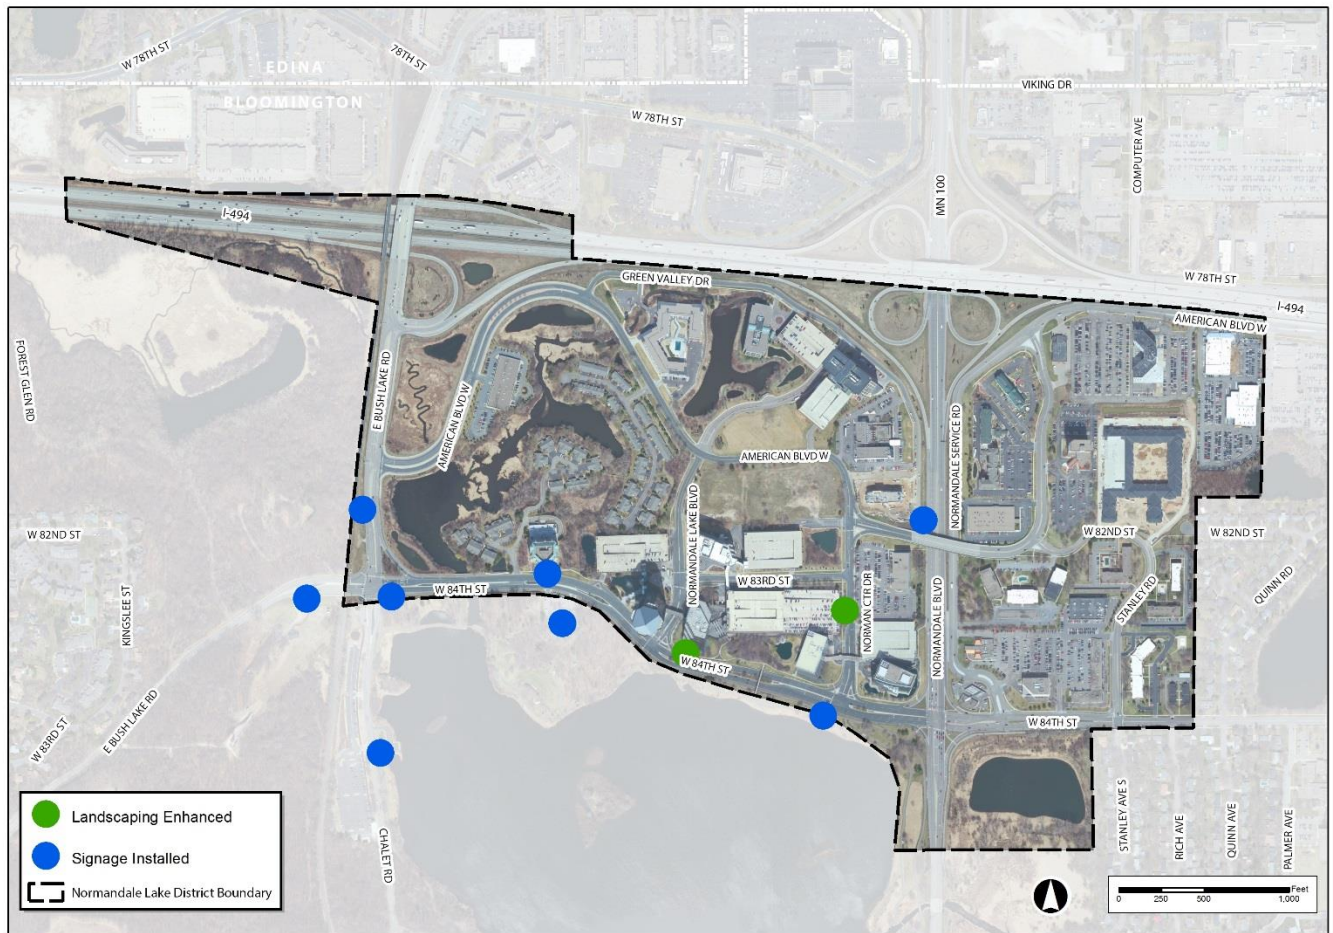 W 78TH ST
78TH ST
EDINA
BLOOMINGTON
VIKING DR
W 78TH ST
COMPUTER AVE
MN 100
I-494
GREEN VALLEY DR
W 78TH ST
I-494
AMERICAN BLVD W
FOREST GLEN RD
E BUSH LAKE RD
AMERICAN BLVD W
NORMANDALE SERVICE RD
AMERICAN BLVD W
NORMANDALE LAKE BLVD
W 82ND ST
W 82ND ST
W 82ND ST
KINGSLEE ST
W 84TH ST
W 83RD ST
NORMAN CTR DR
STANLEY RD
QUINN RD
NORMANDALE BLVD
W 84TH ST
W 84TH ST
E BUSH LAKE RD
W 83RD ST
CHALET RD
STANLEY AVE S
RICH AVE
QUINN AVE
PALMER AVE
Landscaping Enhanced
Signage Installed
Normandale Lake District Boundary
Feet
0 250 500 1,000